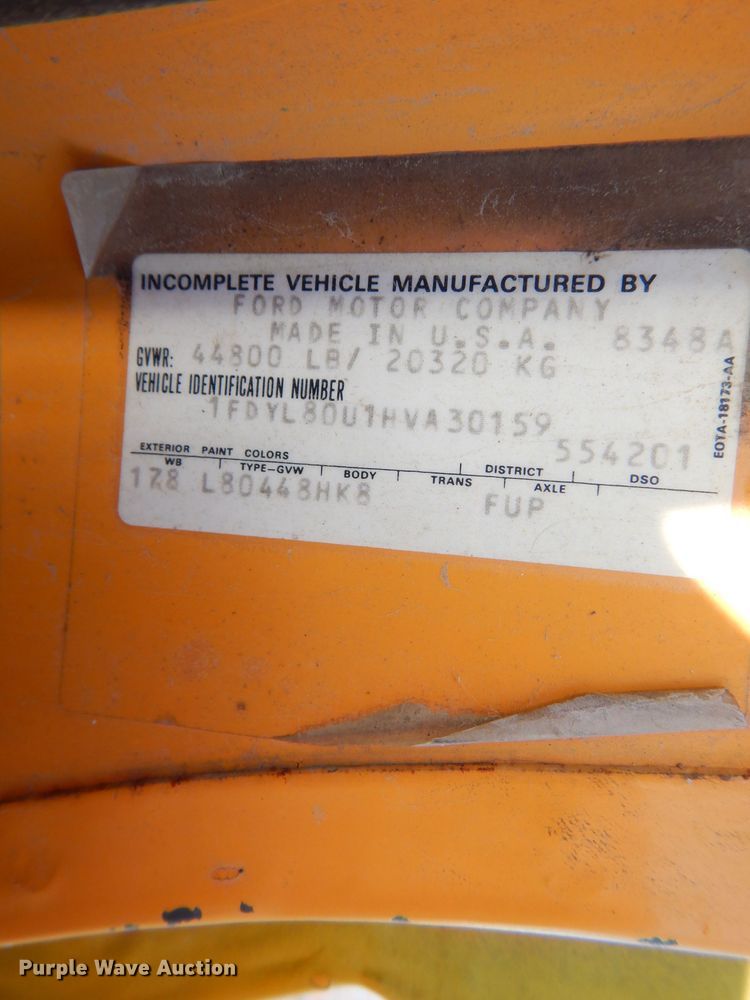 INCOMPLETE VEHICLE MANUFACTURED BY
FORD MOTOR COMPANY
MADE IN U.S.A. 8348A
GVWR: 44800 LB/ 20320 KG
VEHICLE IDENTIFICATION NUMBER
1FDYL80U1HVA30159
554201
EXTERIOR PAINT COLORS DISTRICT DSO
WB TYPE-GVW BODY TRANS AXLE
178 L80448HK8 FUP
E0TA-18173-AA
Purple Wave Auction